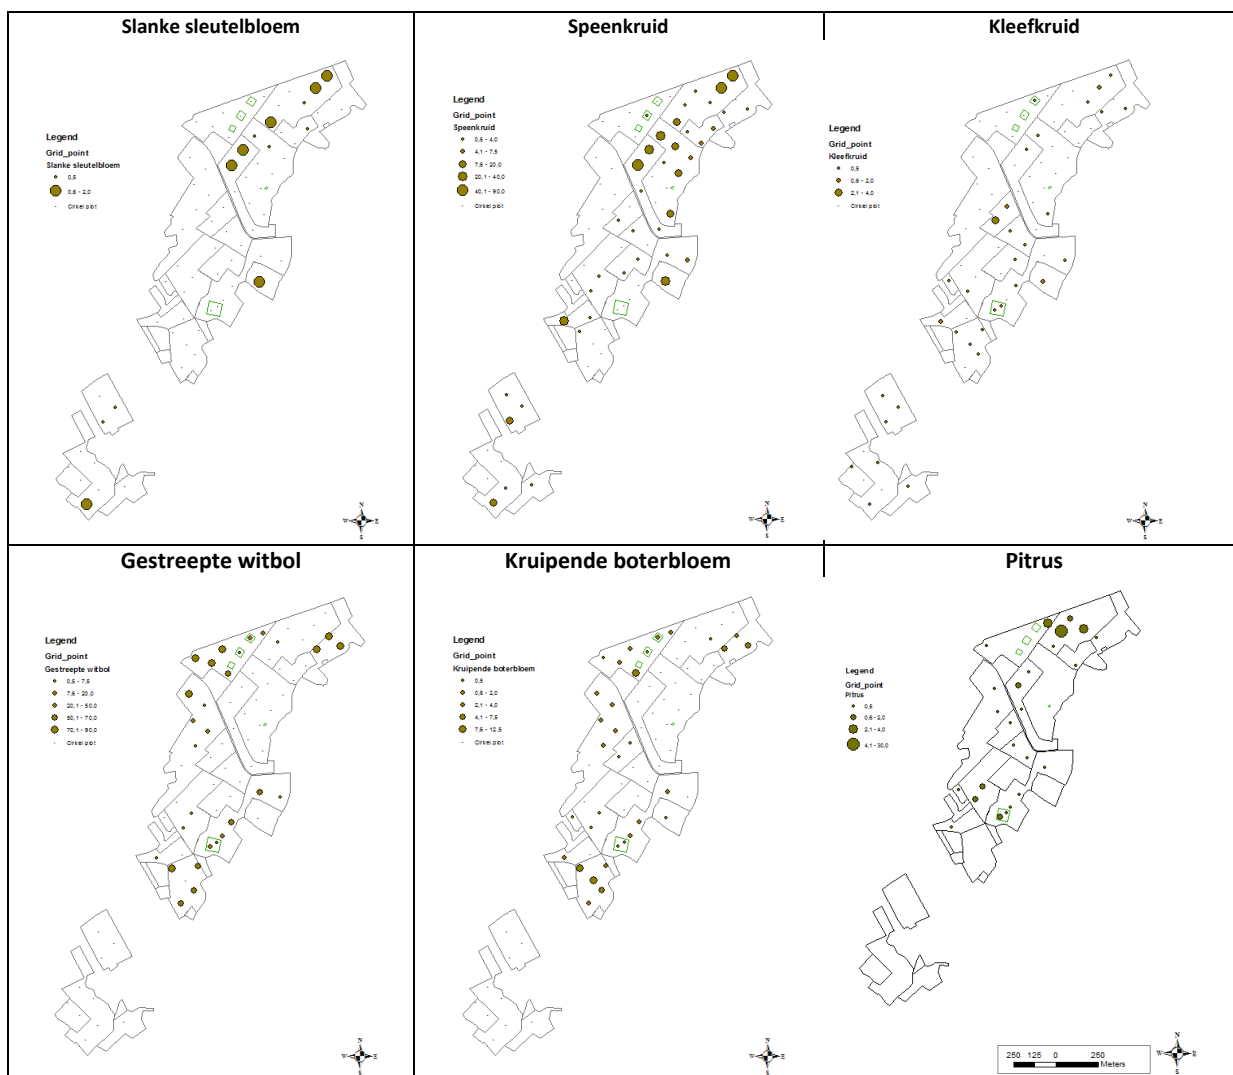 Slanke sleutelbloem
Legend
Grid_point
Slanke sleutelbloem
0,5
0,6 - 2,0
Cirkel plot
N
W E
S
Speenkruid
Legend
Grid_point
Speenkruid
0,5 - 4,0
4,1 - 7,5
7,6 - 20,0
20,1 - 40,0
40,1 - 90,0
Cirkel plot
N
W E
S
Kleefkruid
Legend
Grid_point
Kleefkruid
0,5
0,6 - 2,0
2,1 - 4,0
Cirkel plot
N
W E
S
Gestreepte witbol
Legend
Grid_point
Gestreepte witbol
0,5 - 7,5
7,6 - 20,0
20,1 - 50,0
50,1 - 70,0
70,1 - 90,0
Cirkel plot
N
W E
S
Kruipende boterbloem
Legend
Grid_point
Kruipende boterbloem
0,5
0,6 - 2,0
2,1 - 4,0
4,1 - 7,5
7,6 - 12,5
Cirkel plot
N
W E
S
Pitrus
Legend
Grid_point
Pitrus
0,5
0,6 - 2,0
2,1 - 4,0
4,1 - 30,0
250 125 0 250
Meters
N
W E
S